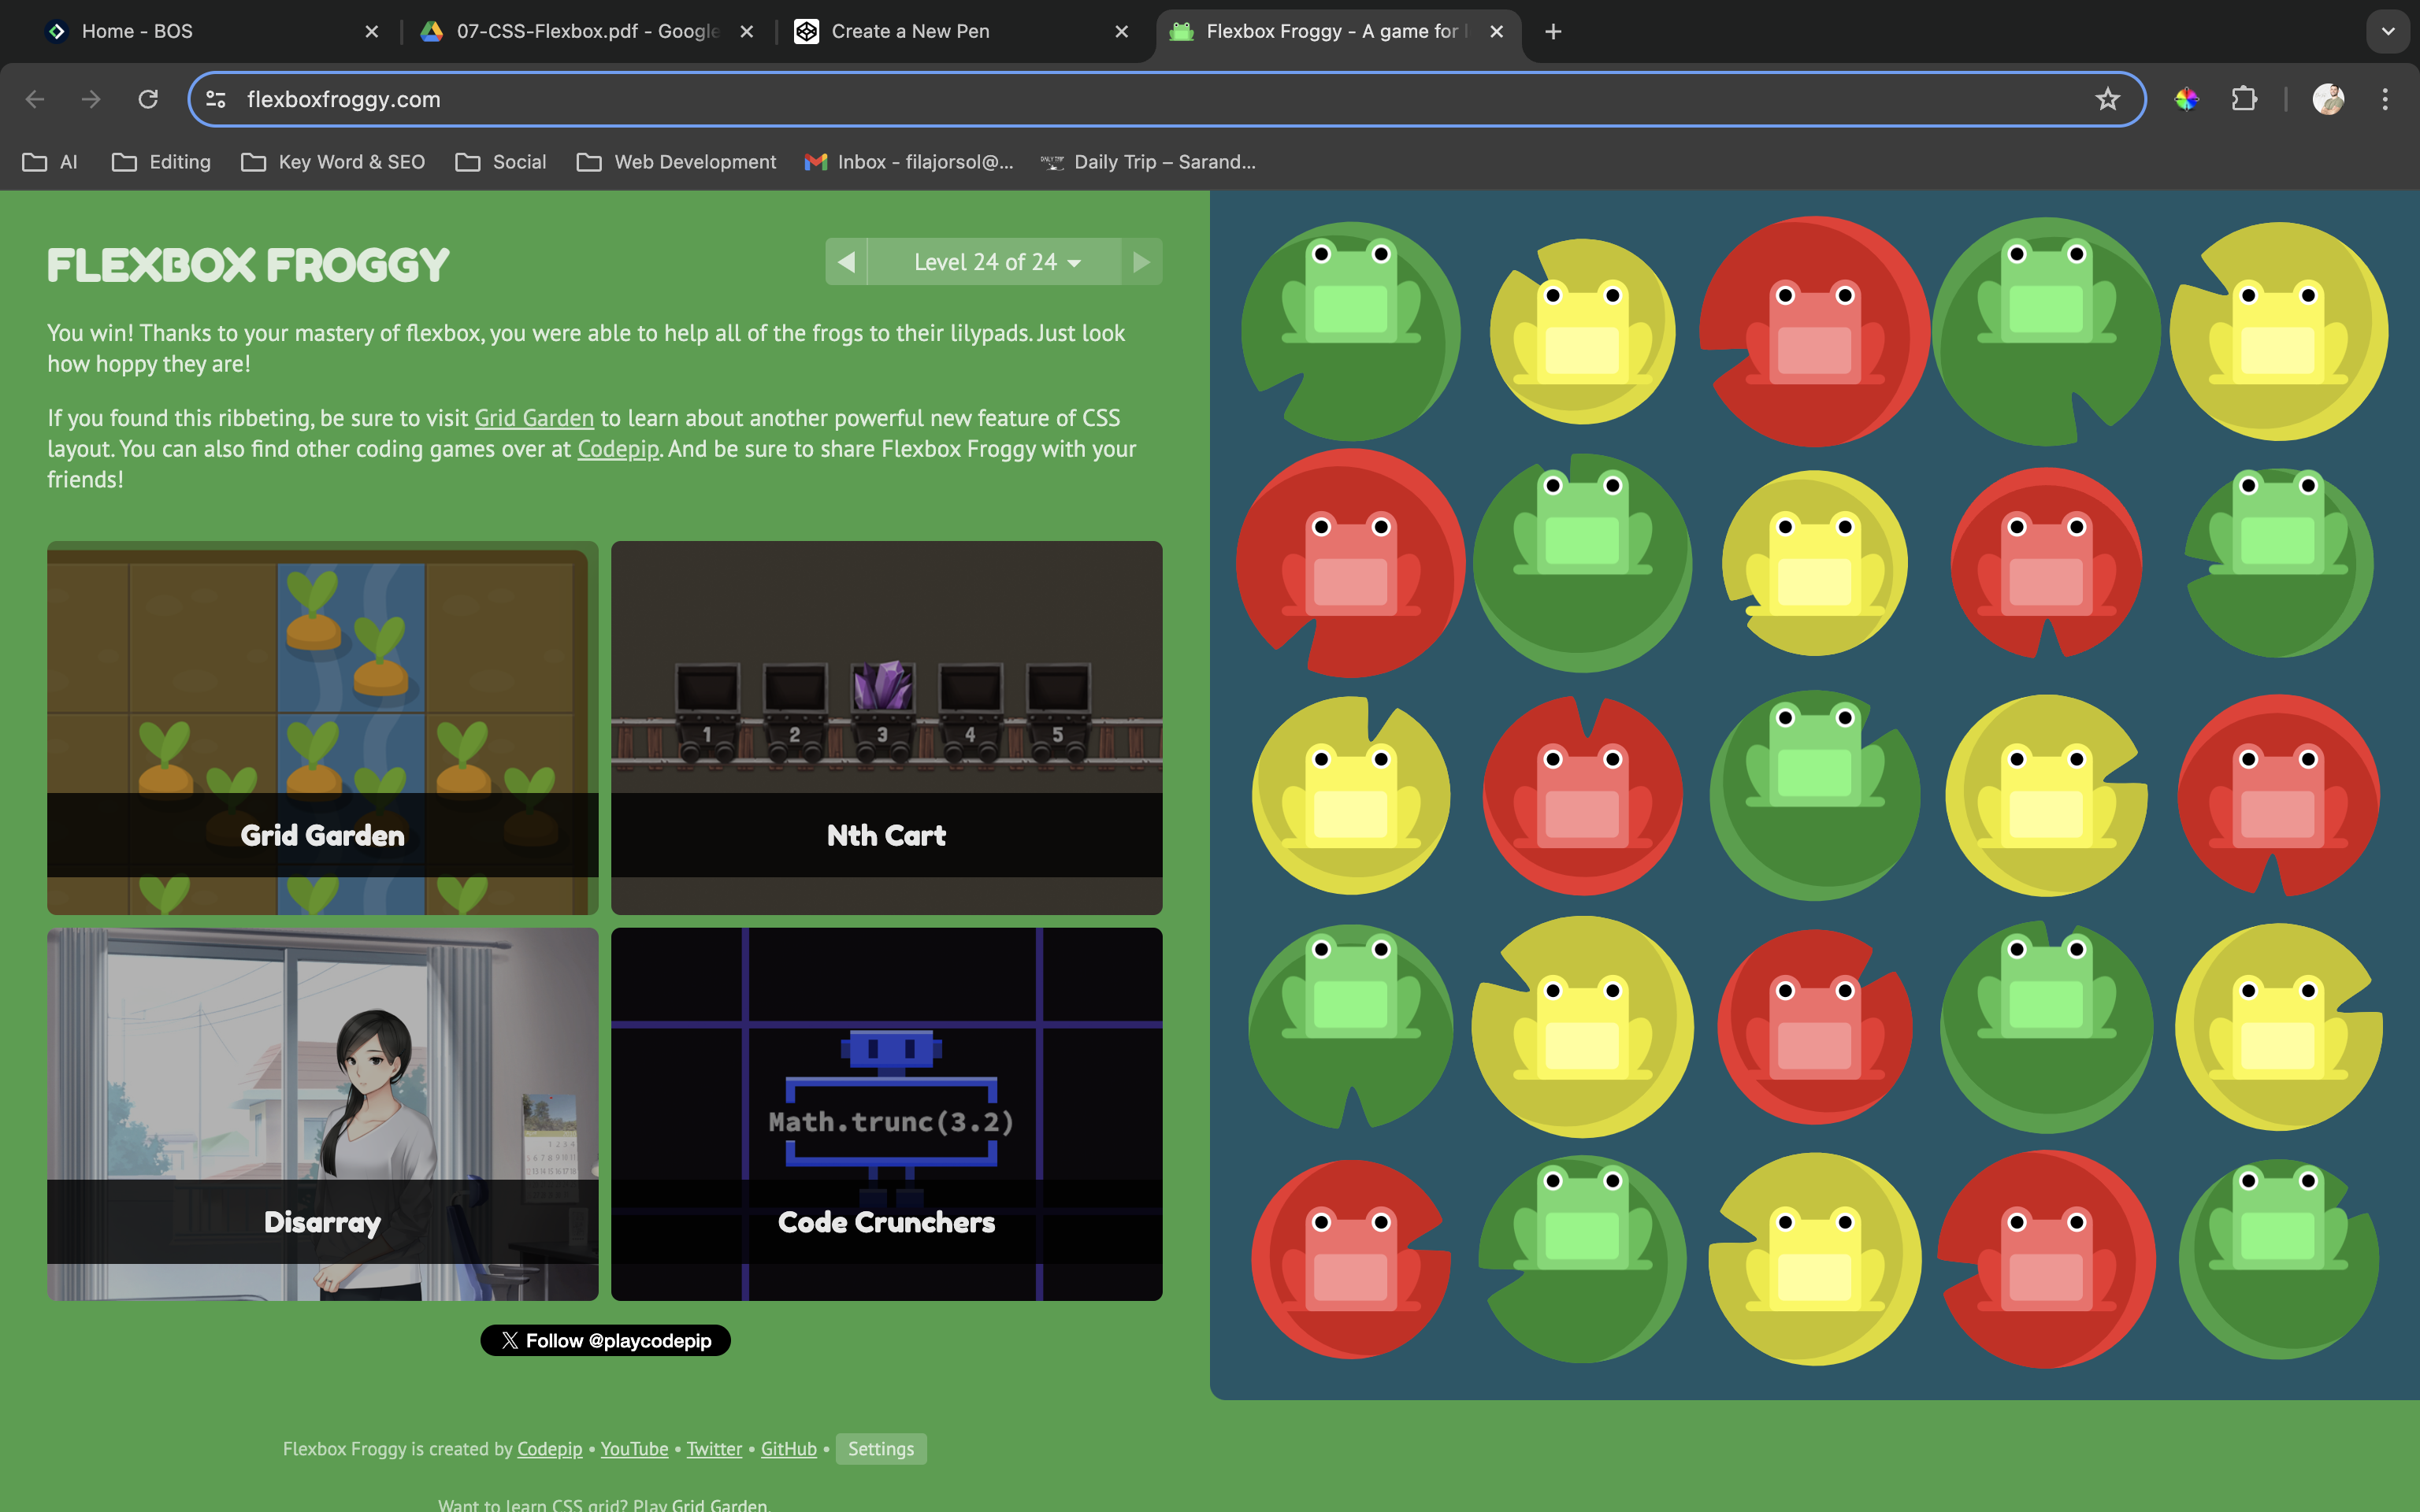 Home - BOS
07-CSS-Flexbox.pdf - Google
Create a New Pen
Flexbox Froggy - A game for
flexboxfroggy.com
AI
Editing
Key Word & SEO
Social
Web Development
Inbox - filajorsol@...
Daily Trip – Sarand...
FLEXBOX FROGGY
Level 24 of 24
You win! Thanks to your mastery of flexbox, you were able to help all of the frogs to their lilypads. Just look
how hoppy they are!
If you found this ribbeting, be sure to visit Grid Garden to learn about another powerful new feature of CSS
layout. You can also find other coding games over at Codepip. And be sure to share Flexbox Froggy with your
friends!
1 2 3 4 5
Grid Garden
Nth Cart
Math.trunc(3.2)
Disarray
Code Crunchers
Follow @playcodepip
Flexbox Froggy is created by Codepip • YouTube • Twitter • GitHub • Settings
Want to learn CSS grid? Play Grid Garden.